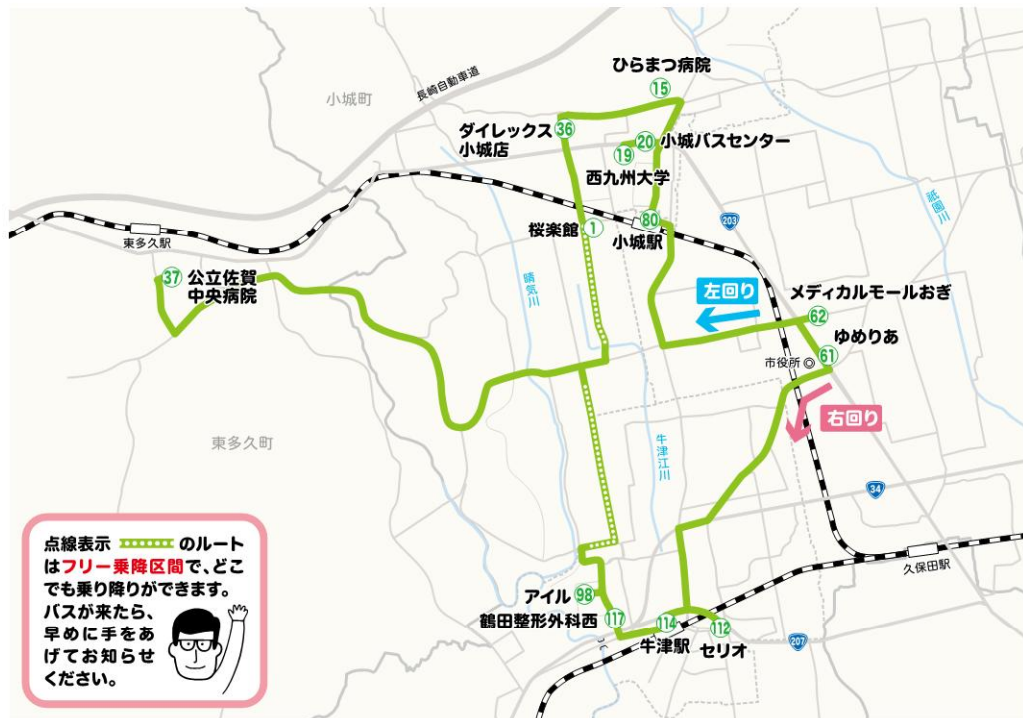 ひらまつ病院
15
長崎自動車道
小城町
ダイレックス
小城店
36
20
小城バスセンター
19
西九州大学
祇園川
203
東多久駅
桜楽館
1
80
小城駅
37
公立佐賀
中央病院
晴気川
左回り
メディカルモールおぎ
62
ゆめりあ
市役所
61
右回り
東多久町
牛津江川
34
久保田駅
アイル
98
鶴田整形外科西
117
114
牛津駅
112
セリオ
207
点線表示 のルート
はフリー乗降区間で、どこ
でも乗り降りができます。
バスが来たら、
早めに手をあ
げてお知らせ
ください。